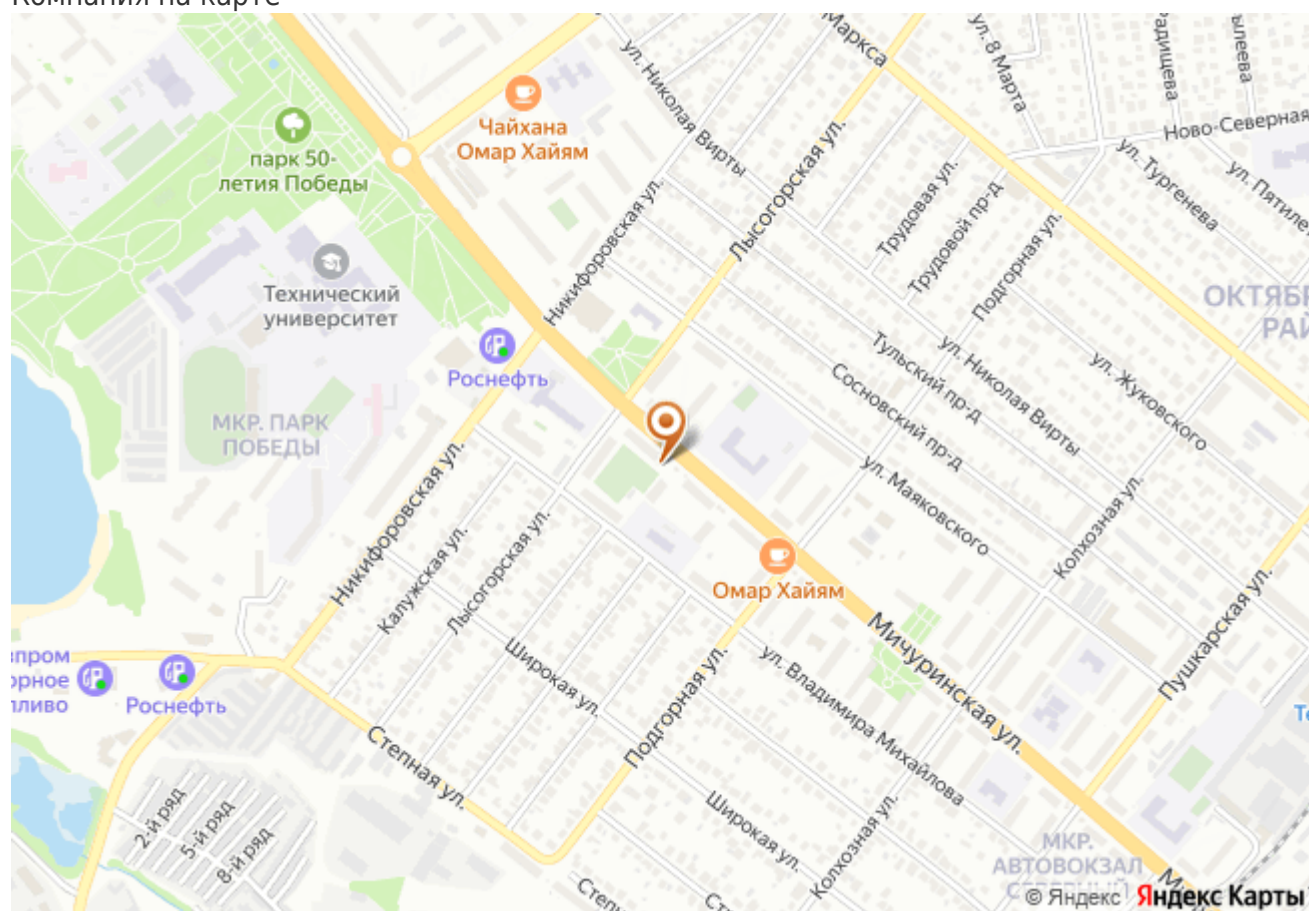 Компания на карте
Маркса
ул. 8 Марта
ул. Николая Вирты
Чайхана
Омар Хайям
парк 50-
летия Победы
Лысогорская ул.
Ново-Северная
ул. Тургенева
Трудовая ул.
Трудовой пр-д
Подгорная ул.
Никифоровская ул.
Технический
университет
Роснефть
Тульский пр-д
ул. Николая Вирты
ул. Жуковского
Сосновский пр-д
МКР. ПАРК
ПОБЕДЫ
ул. Маяковского
Колхозная ул.
Никифоровская ул.
Калужская ул.
Лысогорская ул.
Омар Хайям
Пушкарская ул.
Мичуринская ул.
Широкая ул.
Подгорная ул.
ул. Владимира Михайлова
Роснефть
Степная ул.
2-й ряд
5-й ряд
8-й ряд
Широкая ул.
Колхозная ул.
МКР.
АВТОВОКЗАЛ
СЕВЕРНЫЙ
© Яндекс Яндекс Карты